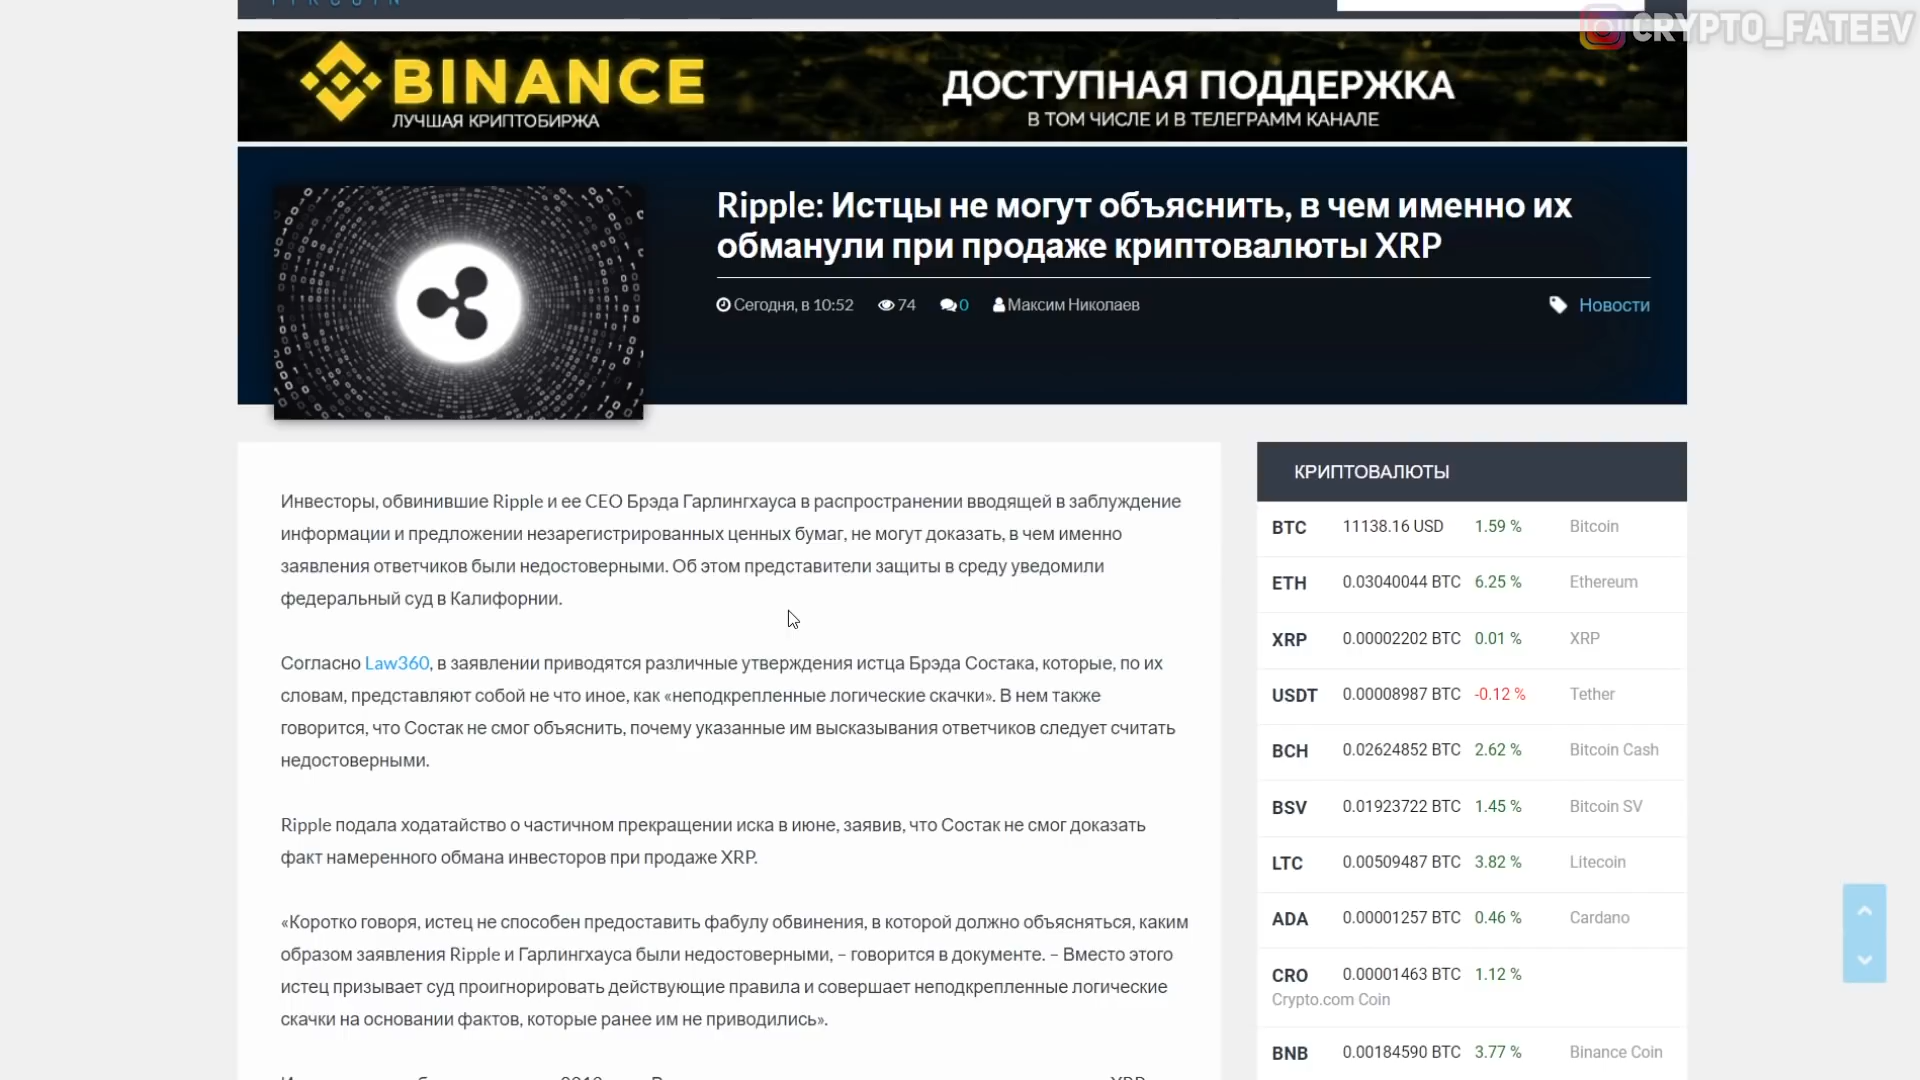 CRYPTO_FATEEV
BINANCE
ЛУЧШАЯ КРИПТОБИРЖА
ДОСТУПНАЯ ПОДДЕРЖКА
В ТОМ ЧИСЛЕ И В ТЕЛЕГРАММ КАНАЛЕ
Ripple: Истцы не могут объяснить, в чем именно их
обманули при продаже криптовалюты XRP
Сегодня, в 10:52 74 0 Максим Николаев Новости
Инвесторы, обвинившие Ripple и ее CEO Брэда Гарлингхауса в распространении вводящей в заблуждение
информации и предложении незарегистрированных ценных бумаг, не могут доказать, в чем именно
заявления ответчиков были недостоверными. Об этом представители защиты в среду уведомили
федеральный суд в Калифорнии.
Согласно Law360, в заявлении приводятся различные утверждения истца Брэда Состака, которые, по их
словам, представляют собой не что иное, как «неподкрепленные логические скачки». В нем также
говорится, что Состак не смог объяснить, почему указанные им высказывания ответчиков следует считать
недостоверными.
Ripple подала ходатайство о частичном прекращении иска в июне, заявив, что Состак не смог доказать
факт намеренного обмана инвесторов при продаже XRP.
«Коротко говоря, истец не способен предоставить фабулу обвинения, в которой должно объясняться, каким
образом заявления Ripple и Гарлингхауса были недостоверными, – говорится в документе. – Вместо этого
истец призывает суд проигнорировать действующие правила и совершает неподкрепленные логические
скачки на основании фактов, которые ранее им не приводились».
КРИПТОВАЛЮТЫ
BTC 11138.16 USD 1.59 % Bitcoin
ETH 0.03040044 BTC 6.25 % Ethereum
XRP 0.00002202 BTC 0.01 % XRP
USDT 0.00008987 BTC -0.12 % Tether
BCH 0.02624852 BTC 2.62 % Bitcoin Cash
BSV 0.01923722 BTC 1.45 % Bitcoin SV
LTC 0.00509487 BTC 3.82 % Litecoin
ADA 0.00001257 BTC 0.46 % Cardano
CRO 0.00001463 BTC 1.12 %
Crypto.com Coin
BNB 0.00184590 BTC 3.77 % Binance Coin